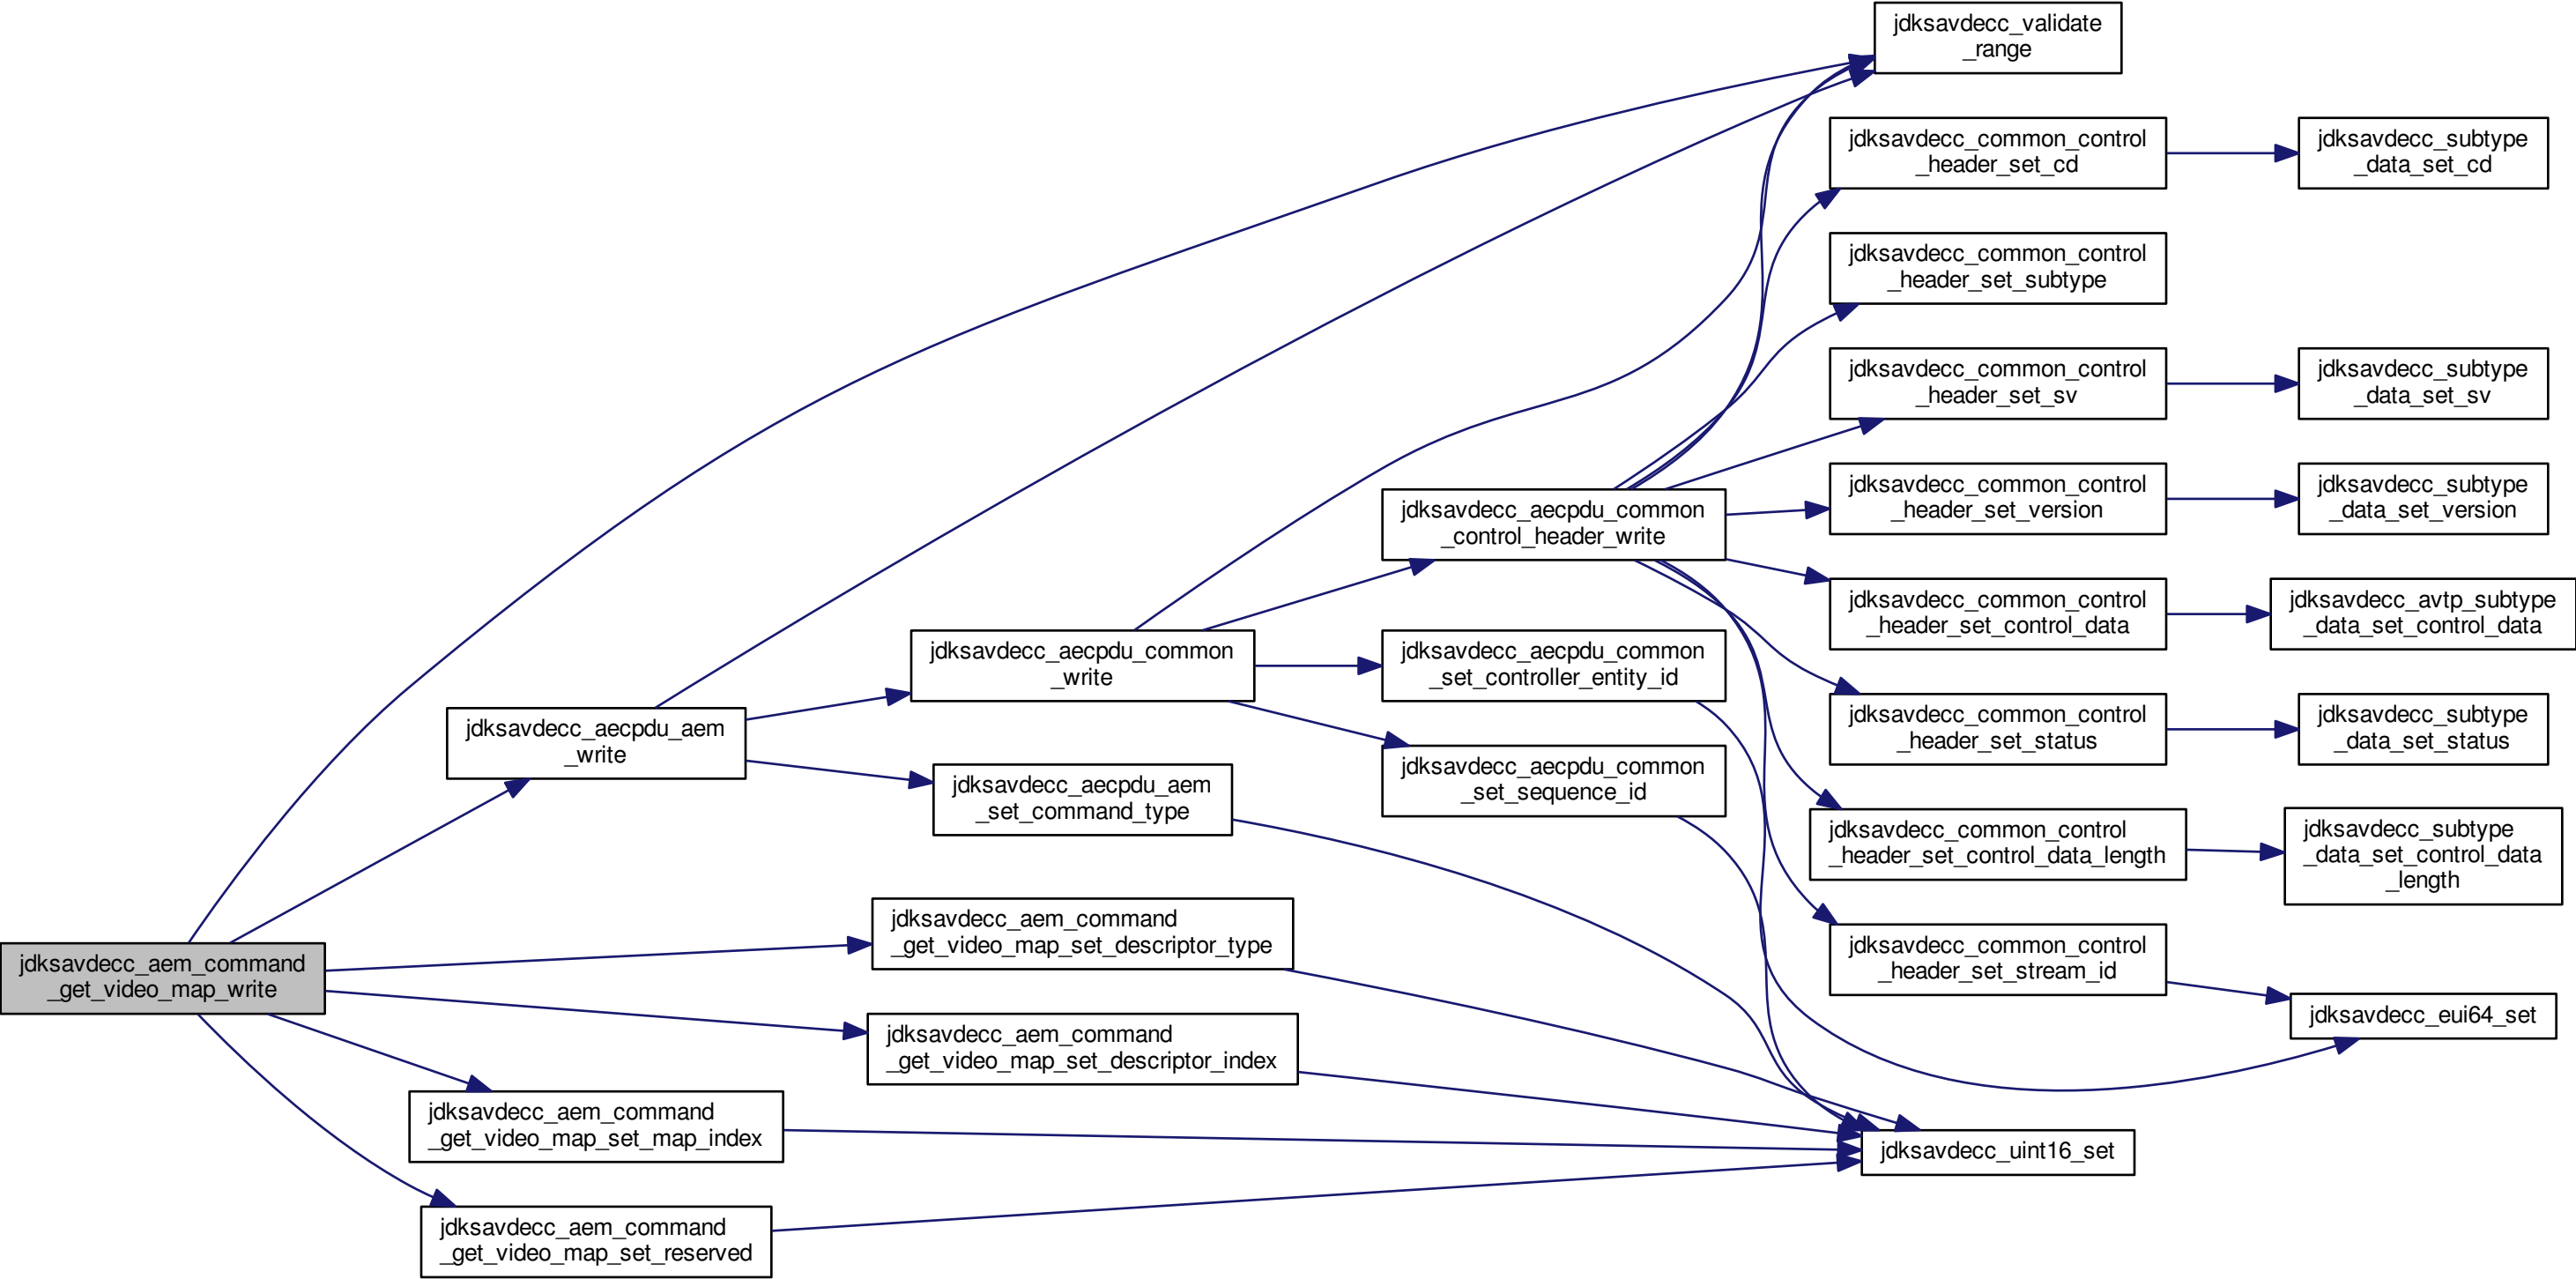 jdksavdecc_aem_command
_get_video_map_write
jdksavdecc_aecpdu_aem
_write
jdksavdecc_aem_command
_get_video_map_set_map_index
jdksavdecc_aem_command
_get_video_map_set_reserved
jdksavdecc_aecpdu_common
_write
jdksavdecc_aecpdu_aem
_set_command_type
jdksavdecc_aem_command
_get_video_map_set_descriptor_type
jdksavdecc_aem_command
_get_video_map_set_descriptor_index
jdksavdecc_aecpdu_common
_control_header_write
jdksavdecc_aecpdu_common
_set_controller_entity_id
jdksavdecc_aecpdu_common
_set_sequence_id
jdksavdecc_validate
_range
jdksavdecc_common_control
_header_set_cd
jdksavdecc_common_control
_header_set_subtype
jdksavdecc_common_control
_header_set_sv
jdksavdecc_common_control
_header_set_version
jdksavdecc_common_control
_header_set_control_data
jdksavdecc_common_control
_header_set_status
jdksavdecc_common_control
_header_set_control_data_length
jdksavdecc_common_control
_header_set_stream_id
jdksavdecc_uint16_set
jdksavdecc_subtype
_data_set_cd
jdksavdecc_subtype
_data_set_sv
jdksavdecc_subtype
_data_set_version
jdksavdecc_avtp_subtype
_data_set_control_data
jdksavdecc_subtype
_data_set_status
jdksavdecc_subtype
_data_set_control_data
_length
jdksavdecc_eui64_set